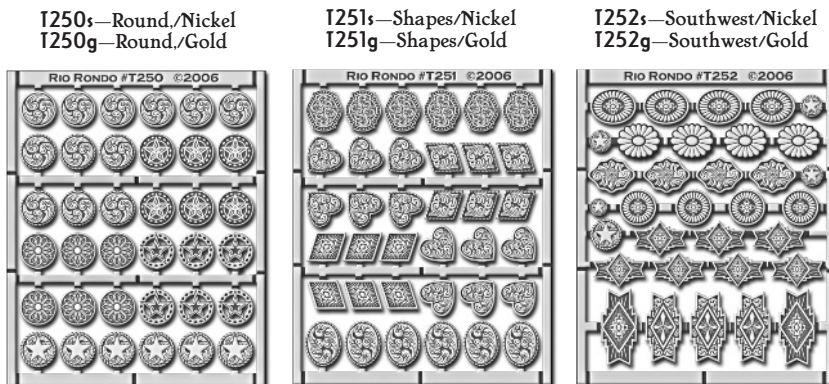 T250s—Round,/Nickel
T250g—Round,/Gold
RIO RONDO #T250 ©2006
T251s—Shapes/Nickel
T251g—Shapes/Gold
RIO RONDO #T251 ©2006
T252s—Southwest/Nickel
T252g—Southwest/Gold
RIO RONDO #T252 ©2006